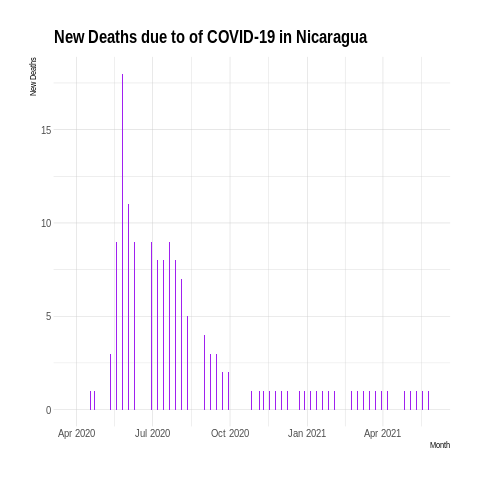 New Deaths due to of COVID-19 in Nicaragua
New Deaths
15
10
5
0
Apr 2020
Jul 2020
Oct 2020
Jan 2021
Apr 2021
Month